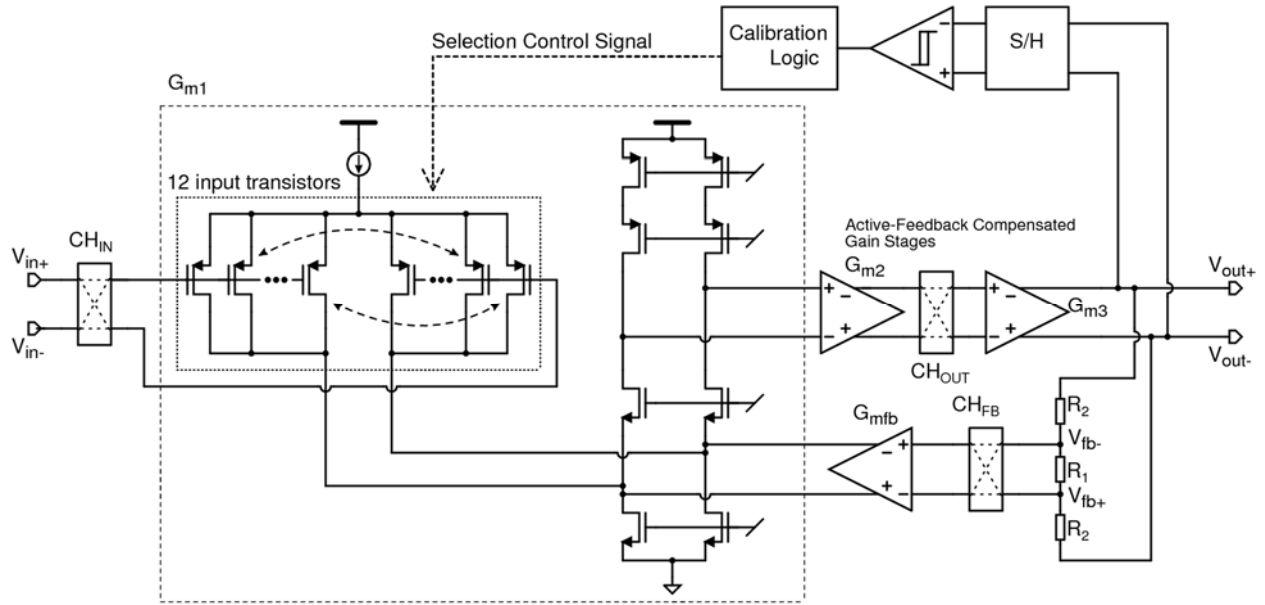 Selection Control Signal
Calibration
Logic
S/H
−
+
Gm1
12 input transistors
CHIN
Vin+
Vin-
Active-Feedback Compensated
Gain Stages
Gm2
+
−
−
+
CHOUT
+
−
−
+
Gm3
Vout+
Vout-
Gmfb
+
−
+
−
CHFB
R2
Vfb-
R1
Vfb+
R2